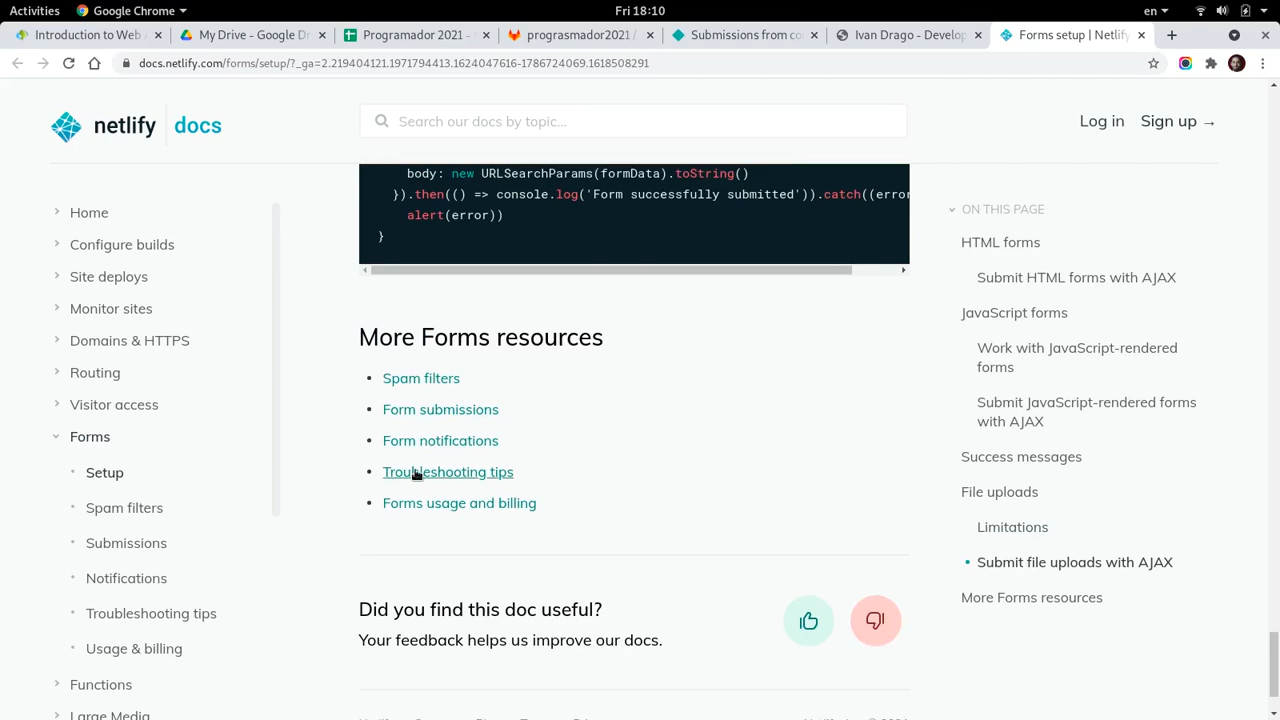 Activities
Google Chrome
Fri 18:10
en
Introduction to Web A
My Drive - Google D
Programador 2021 -
prograsmador2021 /
Submissions from co
Ivan Drago - Develop
Forms setup | Netlify
docs.netlify.com/forms/setup/?_ga=2.219404121.1971794413.1624047616-1786724069.1618508291
netlify docs
Search our docs by topic...
Log in
Sign up →
Home
Configure builds
Site deploys
Monitor sites
Domains & HTTPS
Routing
Visitor access
Forms
Setup
Spam filters
Submissions
Notifications
Troubleshooting tips
Usage & billing
Functions
Large Media
body: new URLSearchParams(formData).toString()
}).then(() => console.log('Form successfully submitted')).catch((error
alert(error))
}
More Forms resources
Spam filters
Form submissions
Form notifications
Troubleshooting tips
Forms usage and billing
Did you find this doc useful?
Your feedback helps us improve our docs.
ON THIS PAGE
HTML forms
Submit HTML forms with AJAX
JavaScript forms
Work with JavaScript-rendered
forms
Submit JavaScript-rendered forms
with AJAX
Success messages
File uploads
Limitations
Submit file uploads with AJAX
More Forms resources